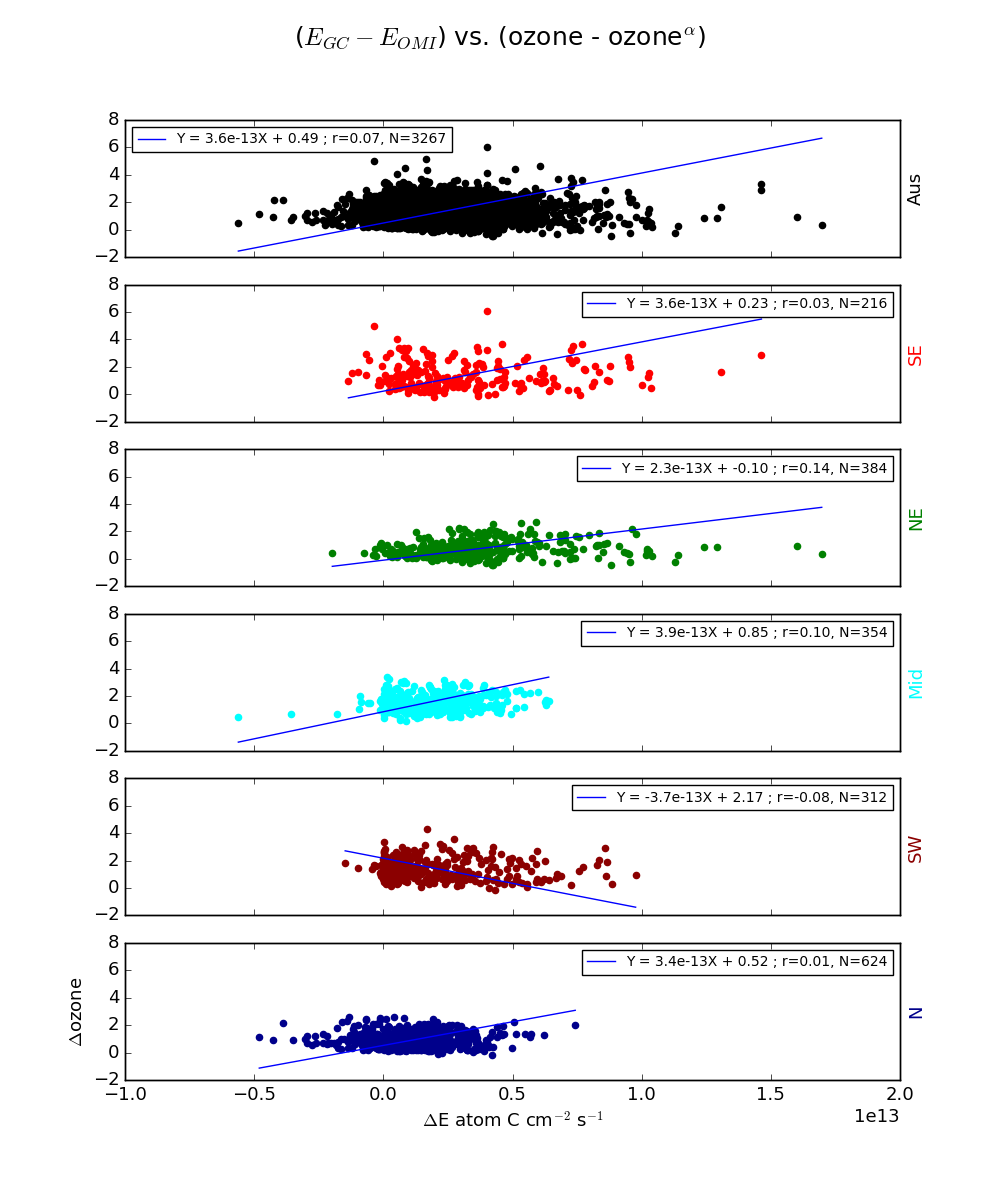 (E_GC − E_OMI) vs. (ozone - ozone^α)
8
6
4
2
0
−2
Y = 3.6e-13X + 0.49 ; r=0.07, N=3267
Aus
8
6
4
2
0
−2
Y = 3.6e-13X + 0.23 ; r=0.03, N=216
SE
8
6
4
2
0
−2
Y = 2.3e-13X + -0.10 ; r=0.14, N=384
NE
8
6
4
2
0
−2
Y = 3.9e-13X + 0.85 ; r=0.10, N=354
Mid
8
6
4
2
0
−2
Y = -3.7e-13X + 2.17 ; r=-0.08, N=312
SW
8
6
4
2
0
−2
Y = 3.4e-13X + 0.52 ; r=0.01, N=624
N
Δozone
−1.0 −0.5 0.0 0.5 1.0 1.5 2.0
1e13
ΔE atom C cm⁻² s⁻¹